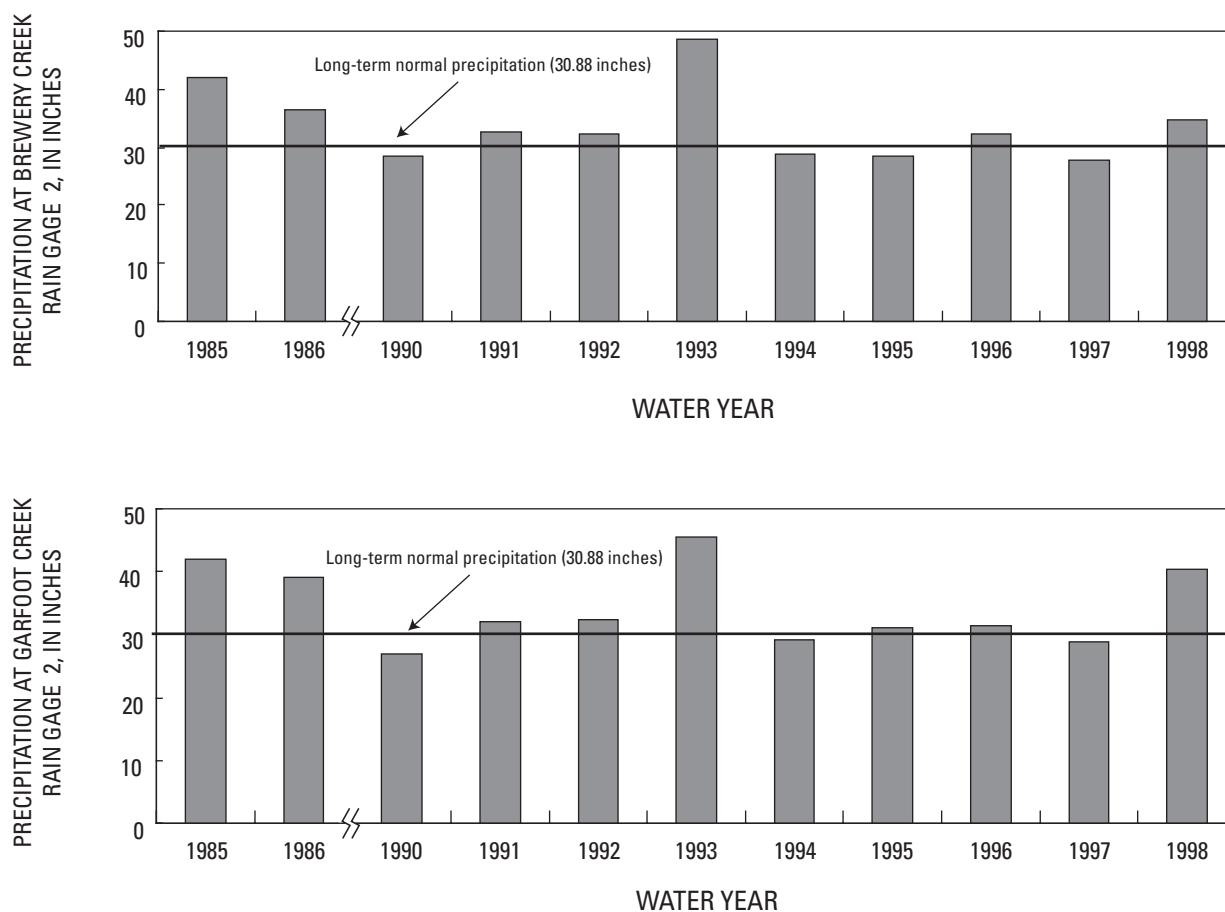 PRECIPITATION AT BREWERY CREEK
RAIN GAGE 2, IN INCHES
50
40
30
20
10
0
Long-term normal precipitation (30.88 inches)
1985 1986 1990 1991 1992 1993 1994 1995 1996 1997 1998
WATER YEAR
PRECIPITATION AT GARFOOT CREEK
RAIN GAGE 2, IN INCHES
50
40
30
20
10
0
Long-term normal precipitation (30.88 inches)
1985 1986 1990 1991 1992 1993 1994 1995 1996 1997 1998
WATER YEAR